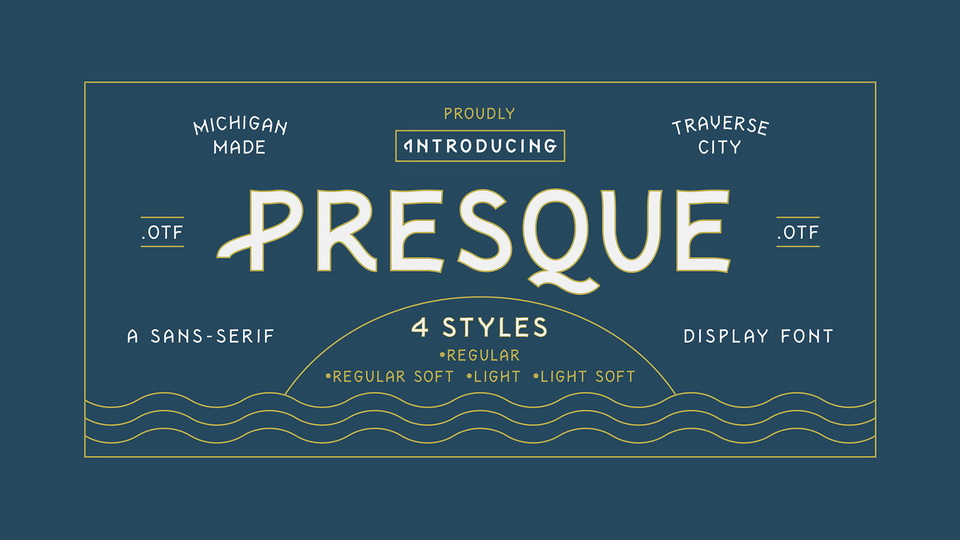 MICHIGAN
MADE
PROUDLY
INTRODUCING
TRAVERSE
CITY
.OTF
PRESQUE
.OTF
A SANS-SERIF
4 STYLES
DISPLAY FONT
•REGULAR
•REGULAR SOFT •LIGHT •LIGHT SOFT